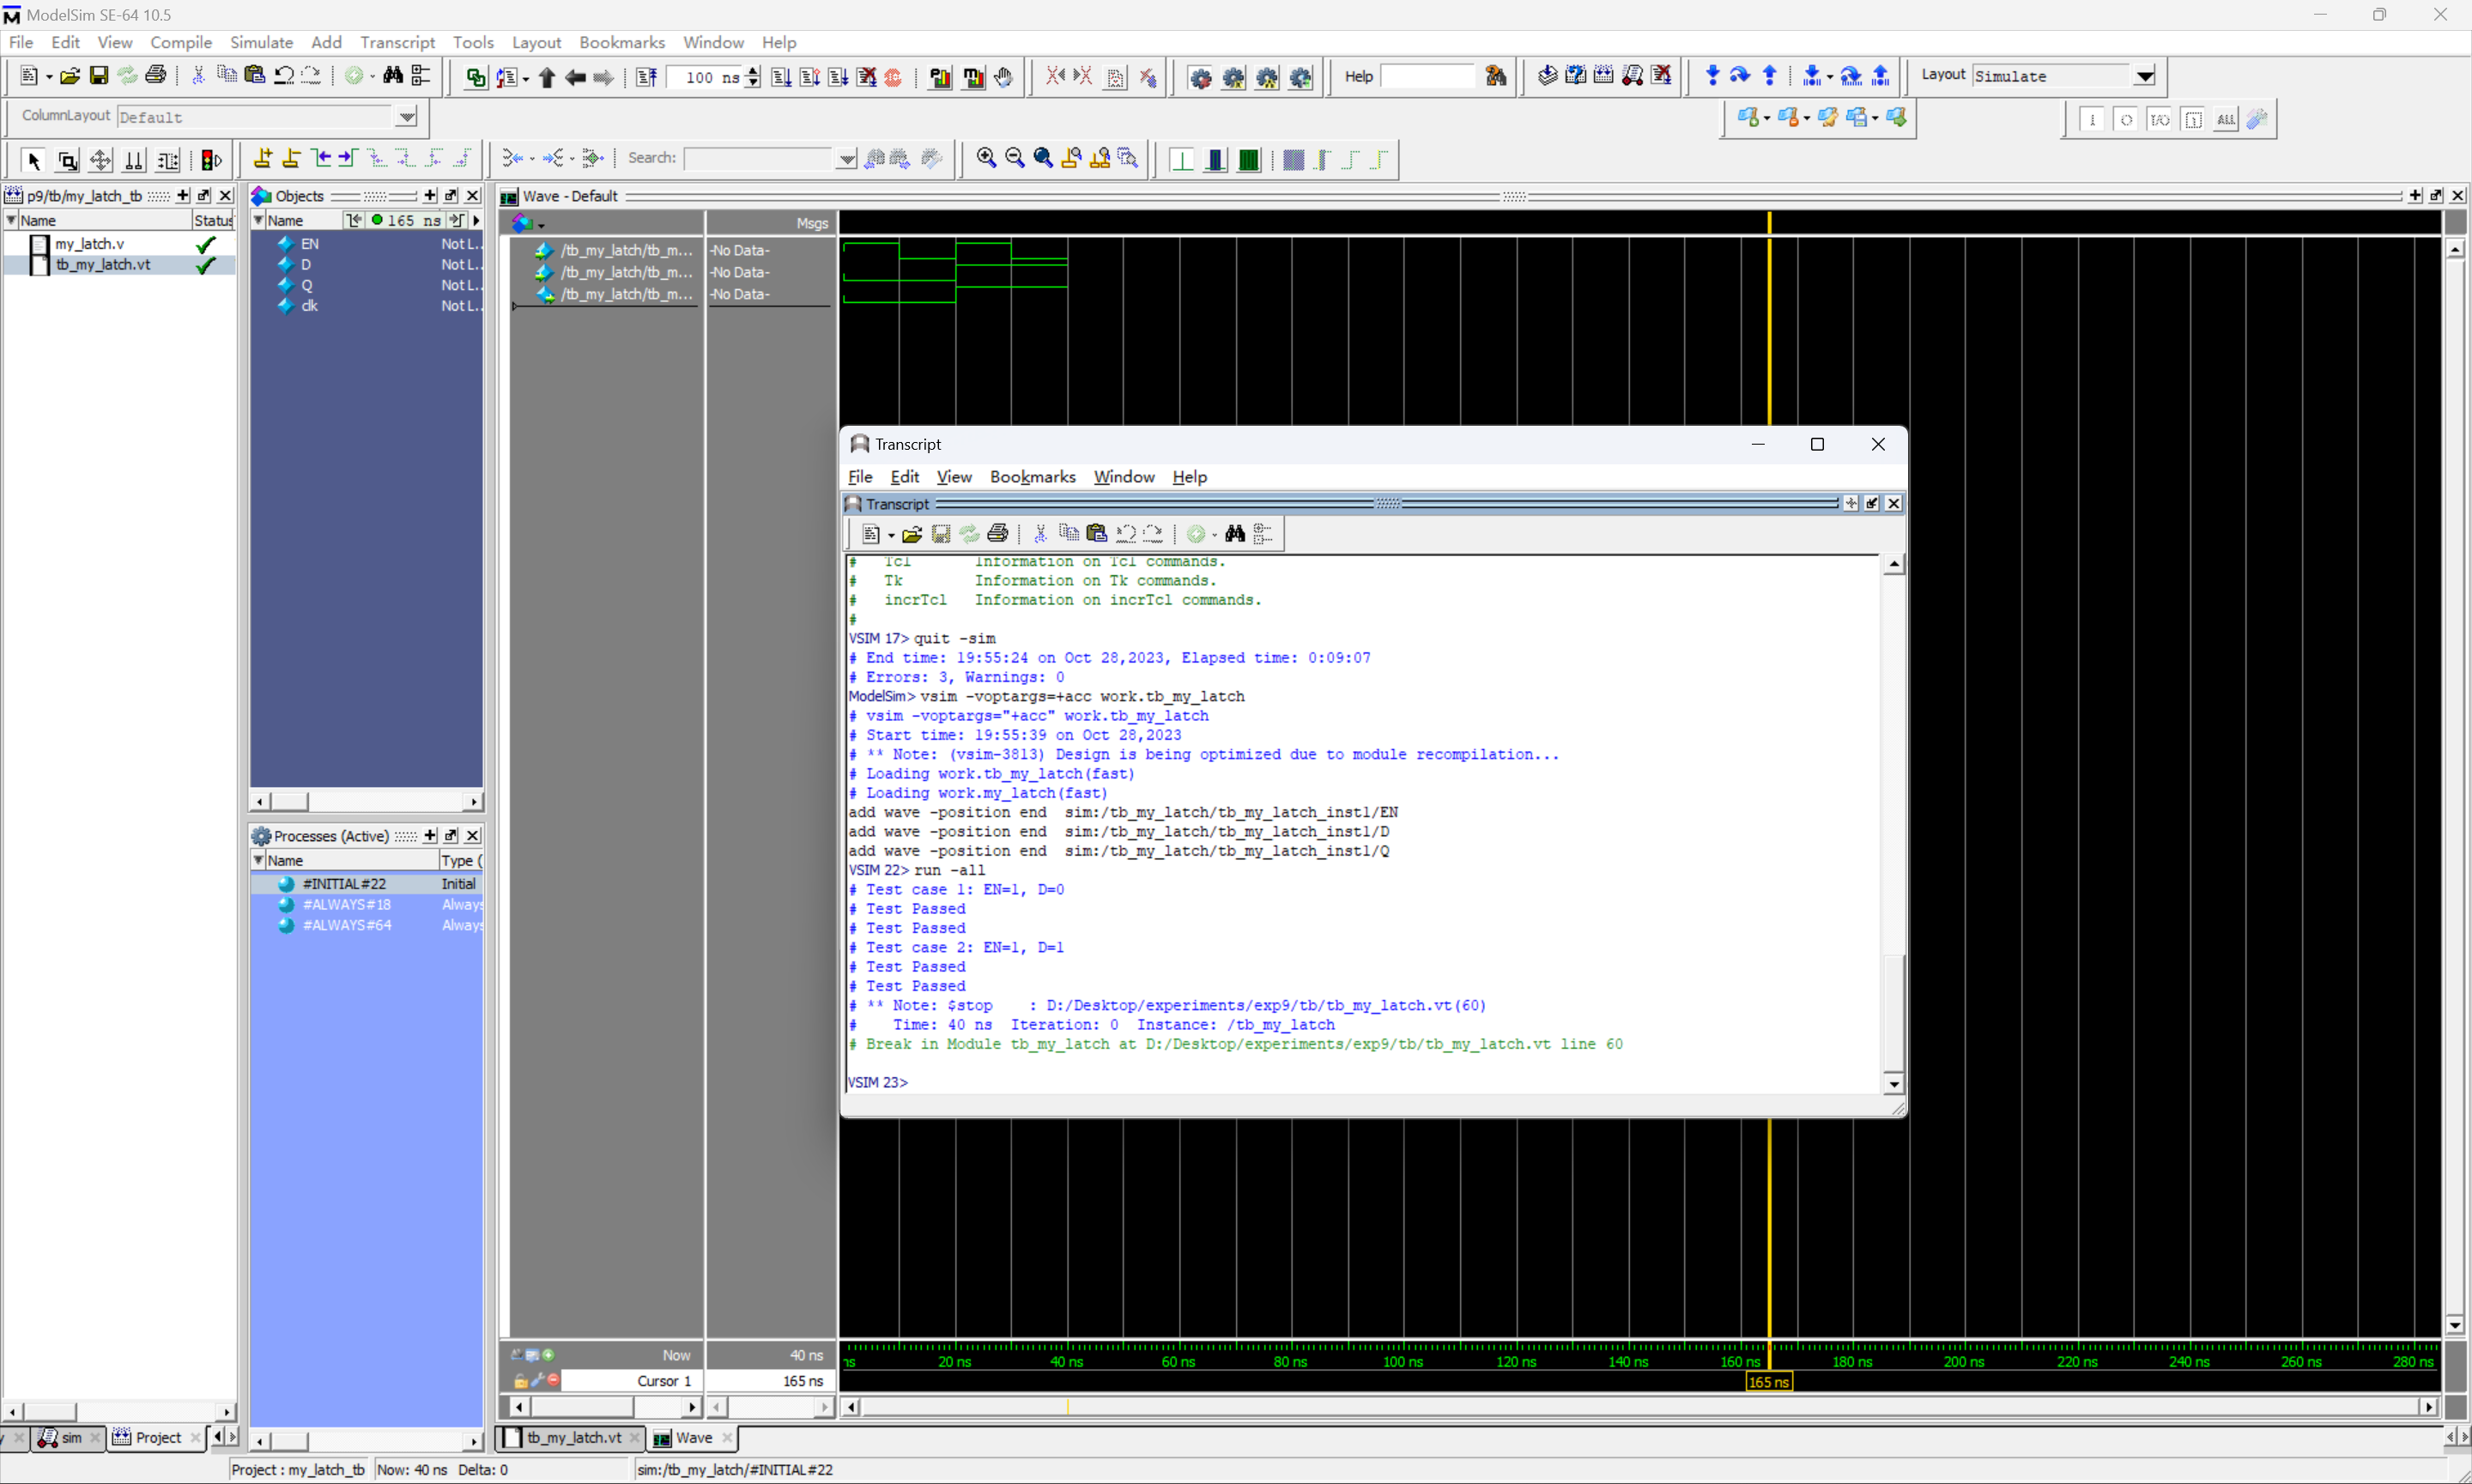 ModelSim SE-64 10.5
File Edit View Compile Simulate Add Transcript Tools Layout Bookmarks Window Help
100 ns
Help
Layout Simulate
ColumnLayout Default
Search:
p9/tb/my_latch_tb
Name Status
my_latch.v
tb_my_latch.vt
Objects
Name 165 ns
EN Not L..
D Not L..
Q Not L..
clk Not L..
Processes (Active)
Name Type (
#INITIAL#22 Initial
#ALWAYS#18 Always
#ALWAYS#64 Always
Wave - Default
Msgs
/tb_my_latch/tb_m... -No Data-
/tb_my_latch/tb_m... -No Data-
/tb_my_latch/tb_m... -No Data-
Transcript
File Edit View Bookmarks Window Help
Transcript
# Tcl Information on Tcl commands.
# Tk Information on Tk commands.
# incrTcl Information on incrTcl commands.
#
VSIM 17> quit -sim
# End time: 19:55:24 on Oct 28,2023, Elapsed time: 0:09:07
# Errors: 3, Warnings: 0
ModelSim> vsim -voptargs=+acc work.tb_my_latch
# vsim -voptargs="+acc" work.tb_my_latch
# Start time: 19:55:39 on Oct 28,2023
# ** Note: (vsim-3813) Design is being optimized due to module recompilation...
# Loading work.tb_my_latch(fast)
# Loading work.my_latch(fast)
add wave -position end sim:/tb_my_latch/tb_my_latch_inst1/EN
add wave -position end sim:/tb_my_latch/tb_my_latch_inst1/D
add wave -position end sim:/tb_my_latch/tb_my_latch_inst1/Q
VSIM 22> run -all
# Test case 1: EN=1, D=0
# Test Passed
# Test Passed
# Test case 2: EN=1, D=1
# Test Passed
# Test Passed
# ** Note: $stop : D:/Desktop/experiments/exp9/tb/tb_my_latch.vt(60)
# Time: 40 ns Iteration: 0 Instance: /tb_my_latch
# Break in Module tb_my_latch at D:/Desktop/experiments/exp9/tb/tb_my_latch.vt line 60
VSIM 23>
Now 40 ns
Cursor 1 165 ns
ns 20 ns 40 ns 60 ns 80 ns 100 ns 120 ns 140 ns 160 ns 180 ns 200 ns 220 ns 240 ns 260 ns 280 ns
165 ns
sim Project
tb_my_latch.vt Wave
Project : my_latch_tb Now: 40 ns Delta: 0 sim:/tb_my_latch/#INITIAL#22